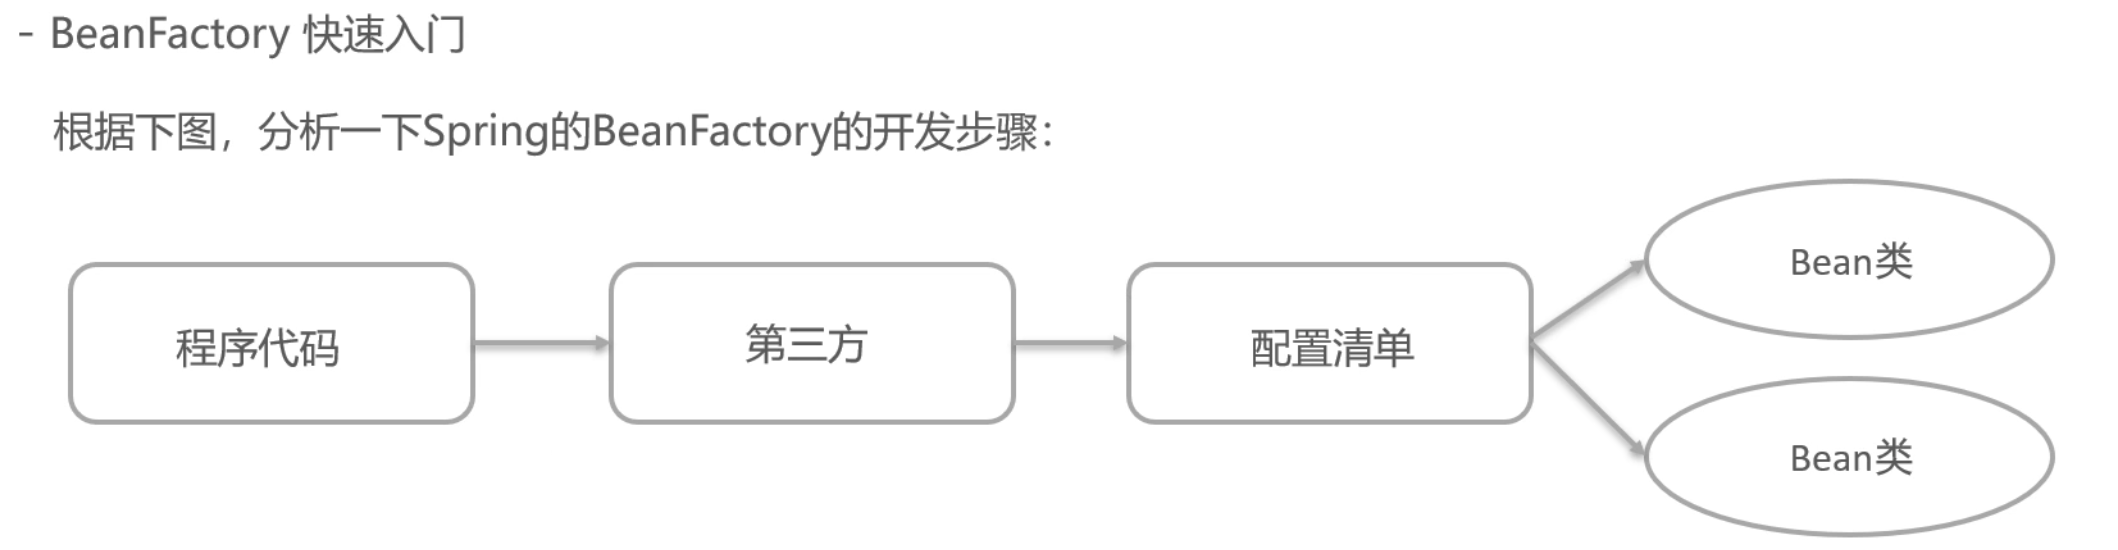 - BeanFactory 快速入门
根据下图，分析一下Spring的BeanFactory的开发步骤：
程序代码
第三方
配置清单
Bean类
Bean类